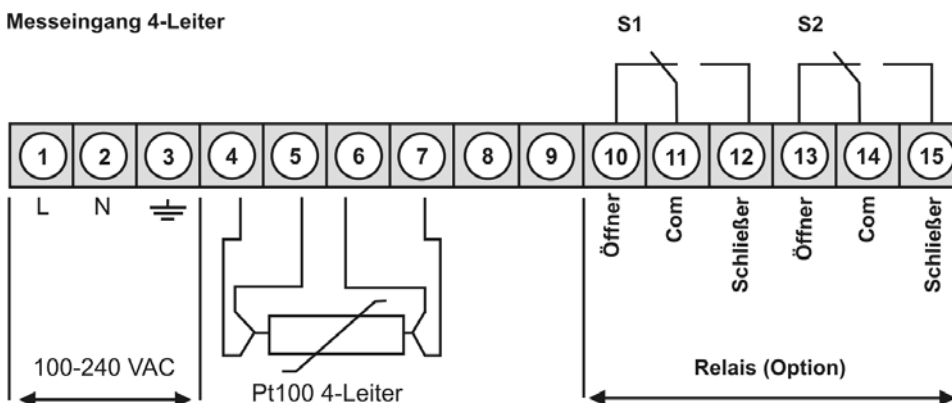 Messeingang 4-Leiter
S1 S2
1 2 3 4 5 6 7 8 9 10 11 12 13 14 15
L N Öffner Com Schließer Öffner Com Schließer
100-240 VAC
Pt100 4-Leiter
Relais (Option)